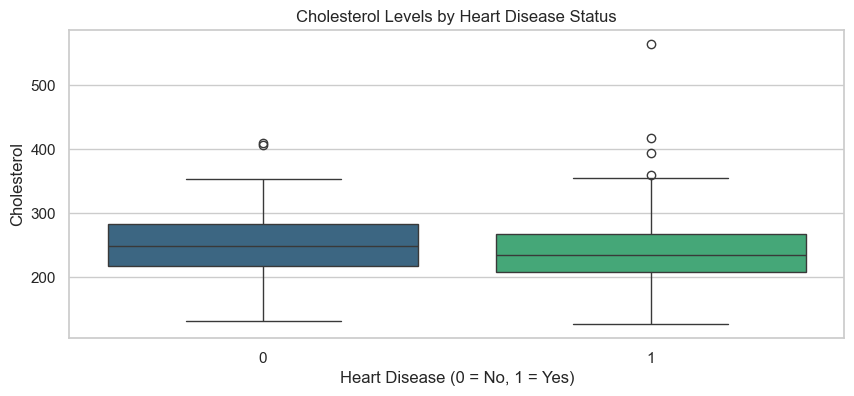 Cholesterol Levels by Heart Disease Status
Cholesterol
500
400
300
200
0
1
Heart Disease (0 = No, 1 = Yes)